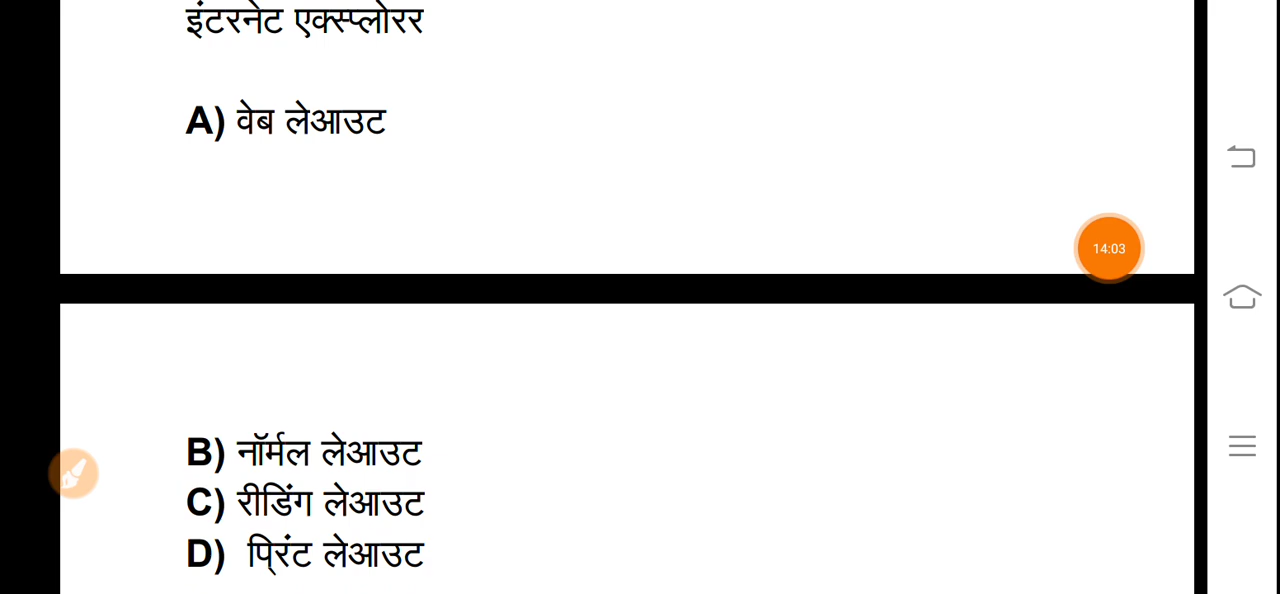 इंटरनेट एक्स्प्लोरर
A) वेब लेआउट
14:03
B) नॉर्मल लेआउट
C) रीडिंग लेआउट
D) प्रिंट लेआउट